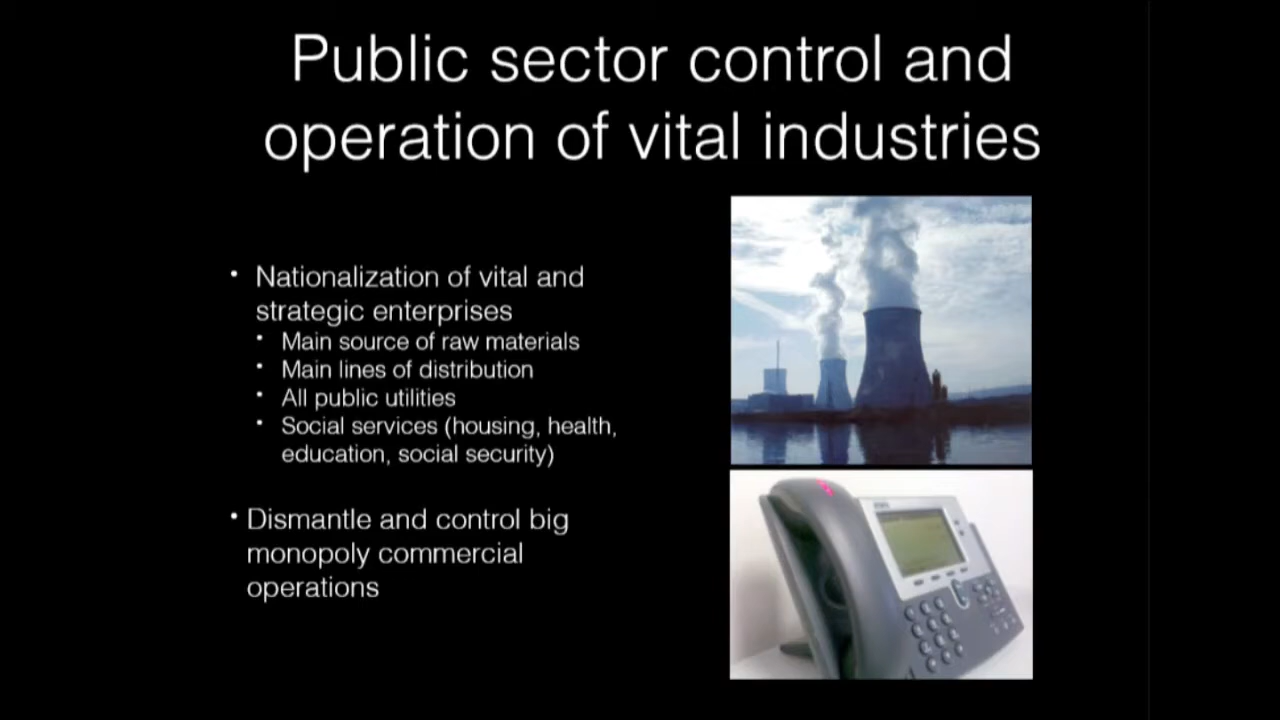 Public sector control and
operation of vital industries
• Nationalization of vital and
strategic enterprises
• Main source of raw materials
• Main lines of distribution
• All public utilities
• Social services (housing, health,
education, social security)
• Dismantle and control big
monopoly commercial
operations